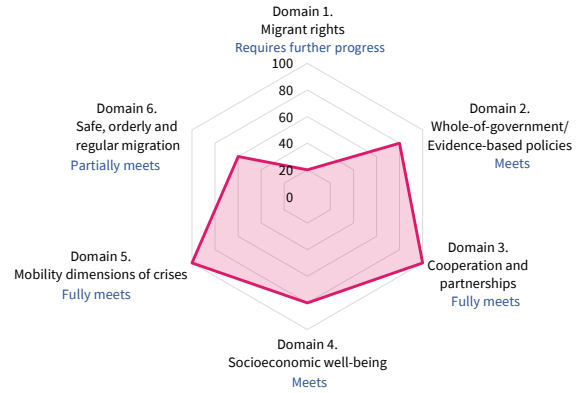 Domain 1.
Migrant rights
Requires further progress
100
80
60
40
20
0
Domain 2.
Whole-of-government/
Evidence-based policies
Meets
Domain 3.
Cooperation and
partnerships
Fully meets
Domain 4.
Socioeconomic well-being
Meets
Domain 5.
Mobility dimensions of crises
Fully meets
Domain 6.
Safe, orderly and
regular migration
Partially meets